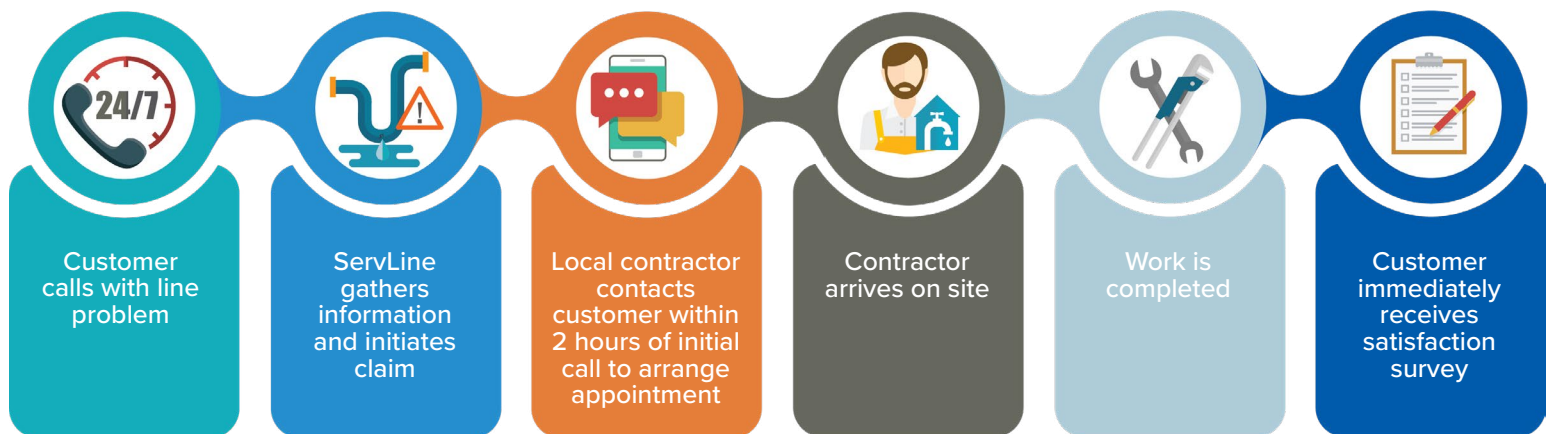 24/7
Customer
calls with line
problem
ServLine
gathers
information
and initiates
claim
Local contractor
contacts
customer within
2 hours of initial
call to arrange
appointment
Contractor
arrives on site
Work is
completed
Customer
immediately
receives
satisfaction
survey